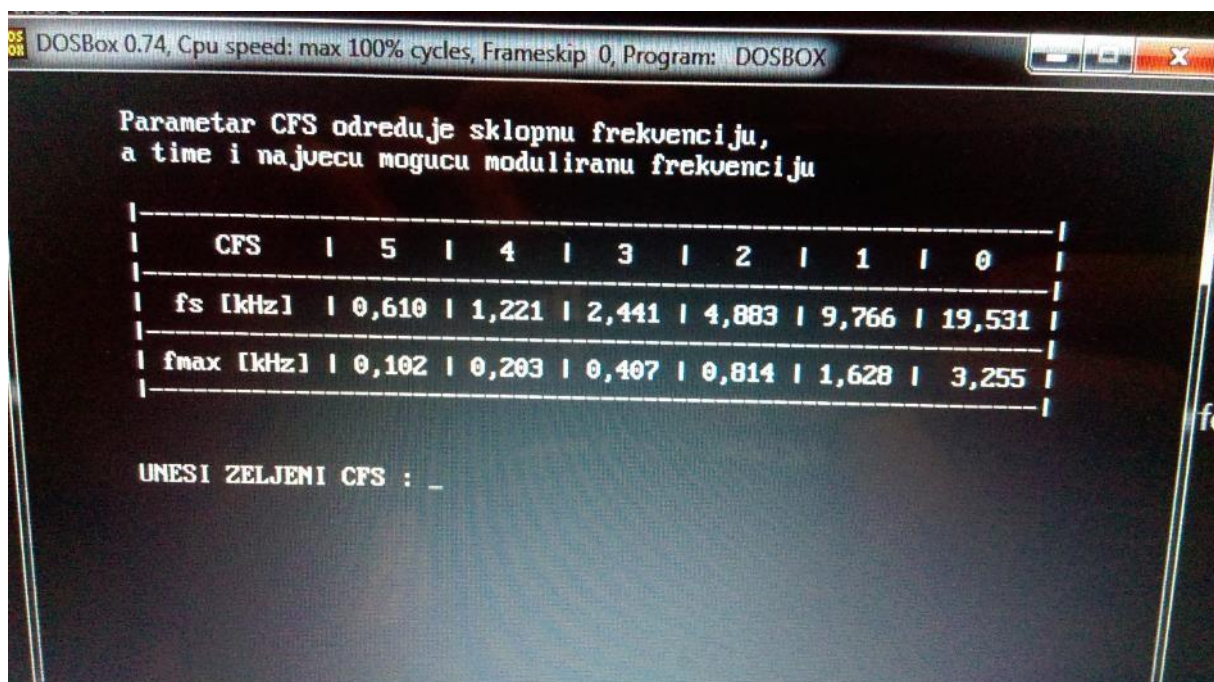 DOS BOX DOSBox 0.74, Cpu speed: max 100% cycles, Frameskip 0, Program: DOSBOX
Parametar CFS odreduje sklopnu frekvenciju,
a time i najvecu mogucu moduliranu frekvenciju
CFS | 5 | 4 | 3 | 2 | 1 | 0
fs [kHz] | 0,610 | 1,221 | 2,441 | 4,883 | 9,766 | 19,531
fmax [kHz] | 0,102 | 0,203 | 0,407 | 0,814 | 1,628 | 3,255
UNESI ZELJENI CFS : _